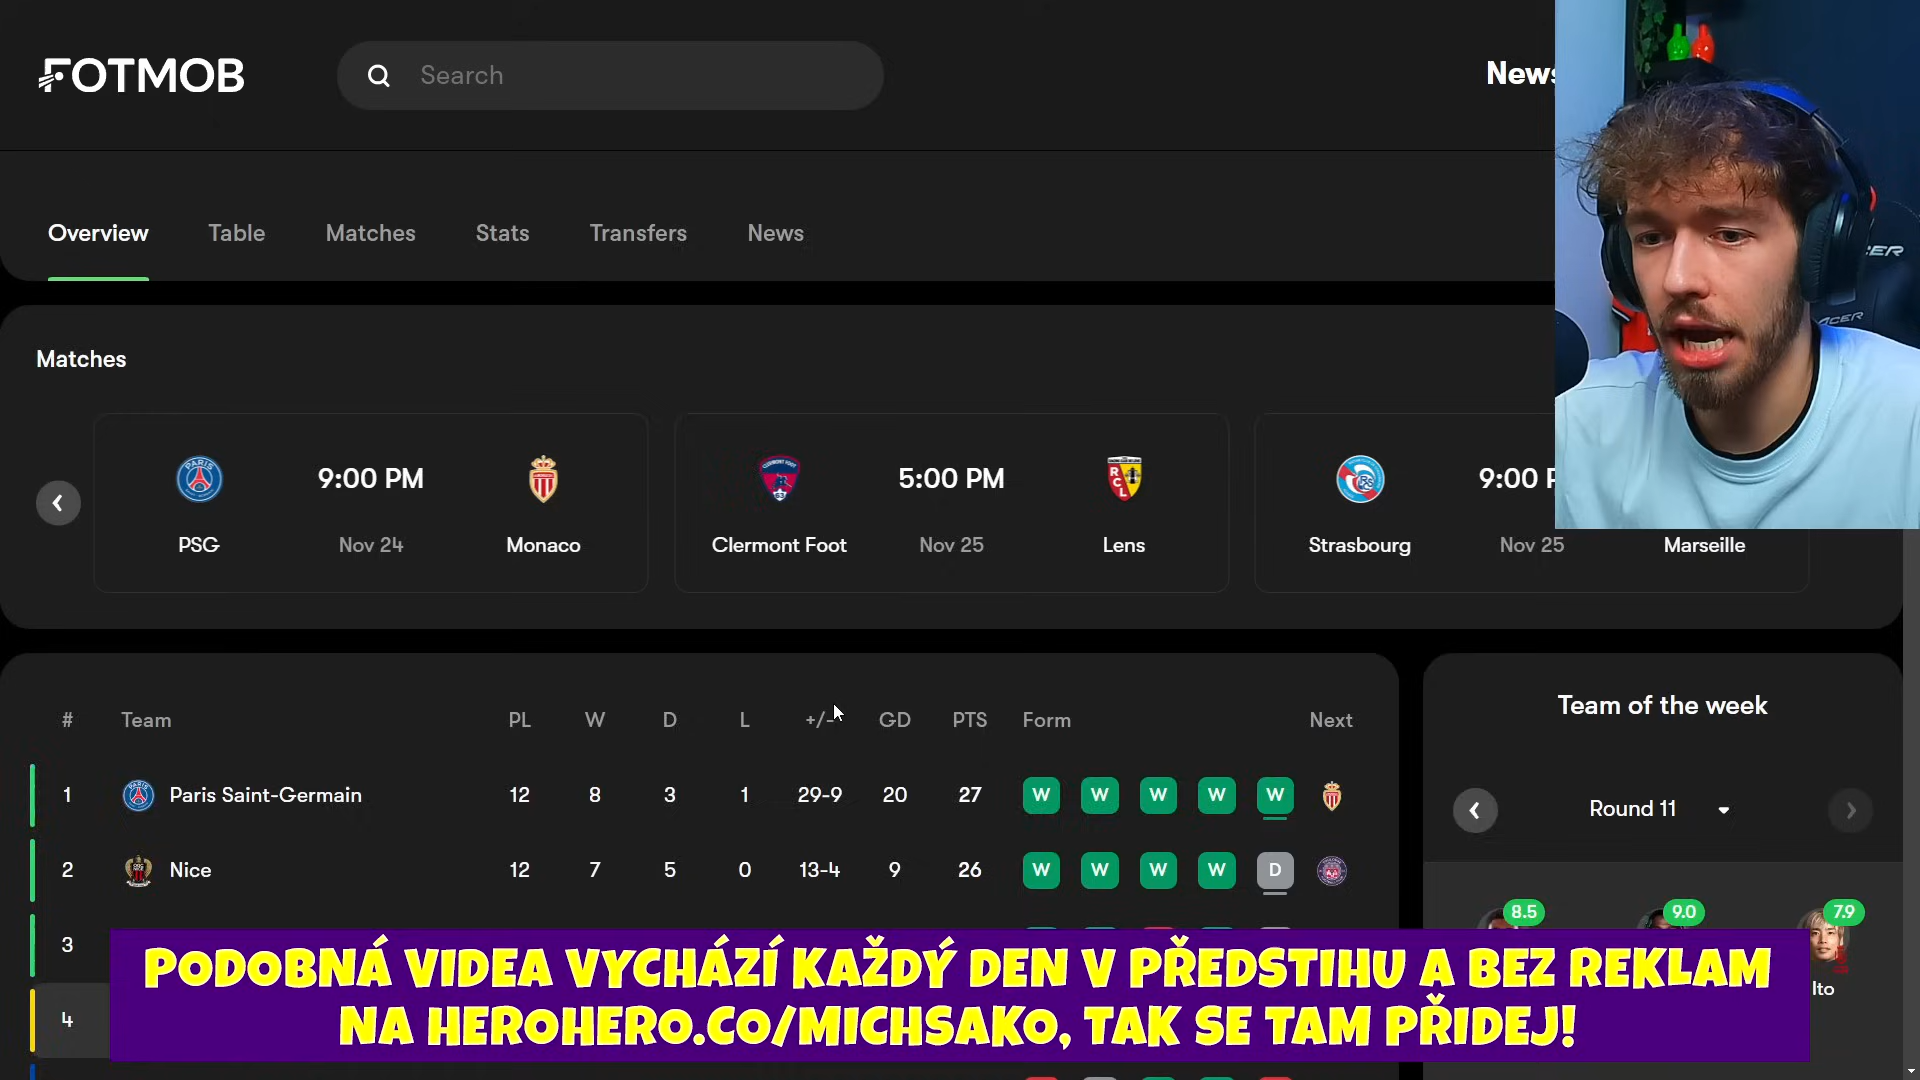 FOTMOB
Search
News
Overview Table Matches Stats Transfers News
Matches
9:00 PM
PSG Nov 24 Monaco
5:00 PM
Clermont Foot Nov 25 Lens
9:00
Strasbourg Nov 25 Marseille
# Team PL W D L +/- GD PTS Form Next
1 Paris Saint-Germain 12 8 3 1 29-9 20 27 W W W W W
2 Nice 12 7 5 0 13-4 9 26 W W W W D
3
4
Team of the week
Round 11
8.5 9.0 7.9
Ito
PODOBNÁ VIDEA VYCHÁZÍ KAŽDÝ DEN V PŘEDSTIHU A BEZ REKLAM
NA HEROHERO.CO/MICHSAKO, TAK SE TAM PŘIDEJ!